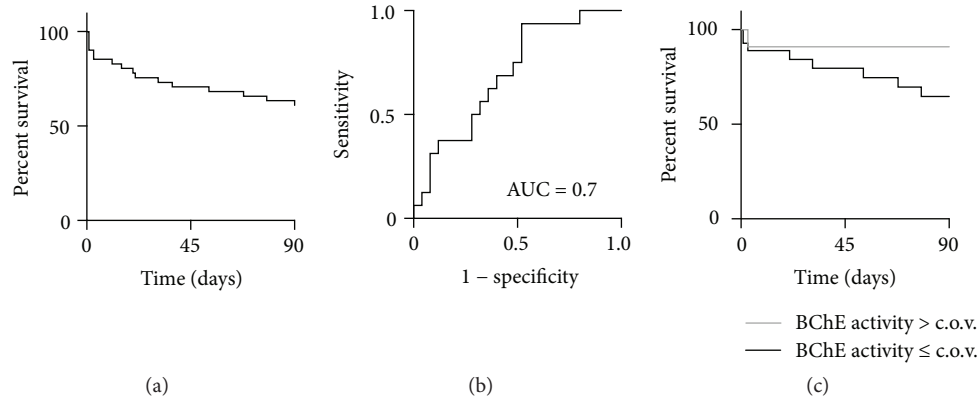 100
50
0
Percent survival
0
45
90
Time (days)
(a)
1.0
0.5
0
Sensitivity
AUC = 0.7
0
0.5
1.0
1 − specificity
(b)
100
50
0
Percent survival
0
45
90
Time (days)
BChE activity > c.o.v.
BChE activity ≤ c.o.v.
(c)